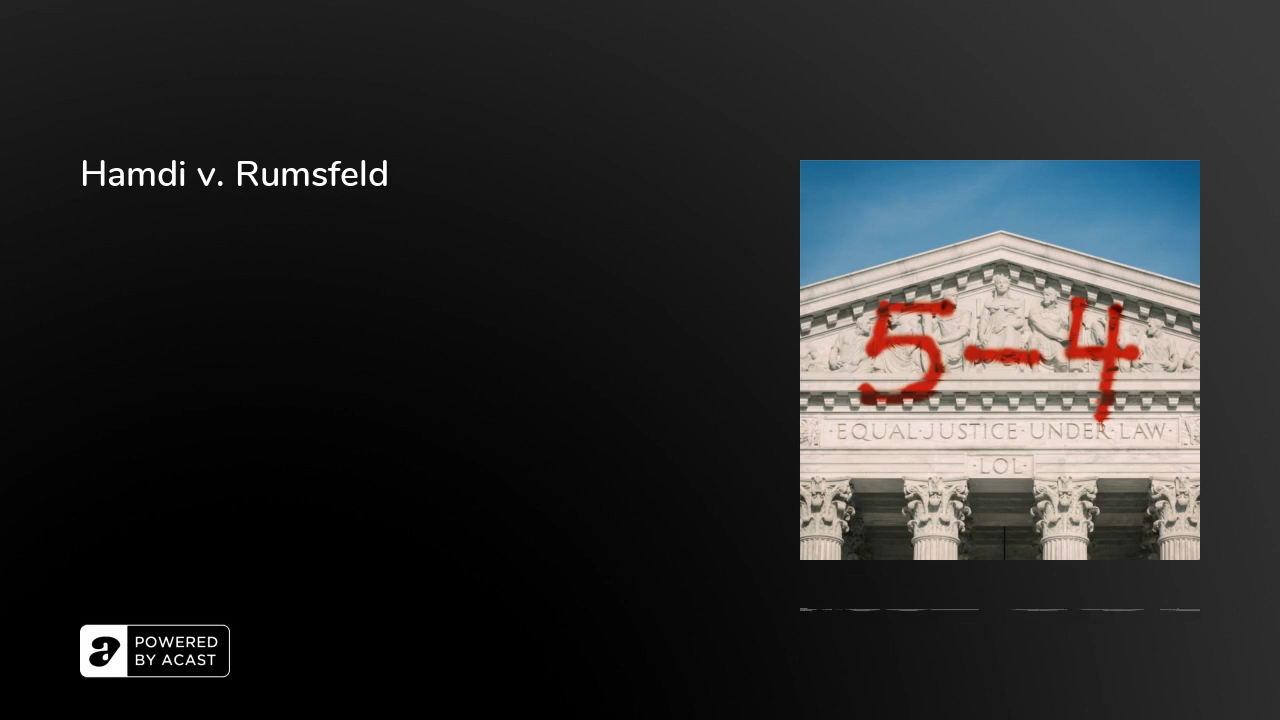 Hamdi v. Rumsfeld
5-4
·EQUAL·JUSTICE·UNDER·LAW·
·LOL·
a POWERED
BY ACAST